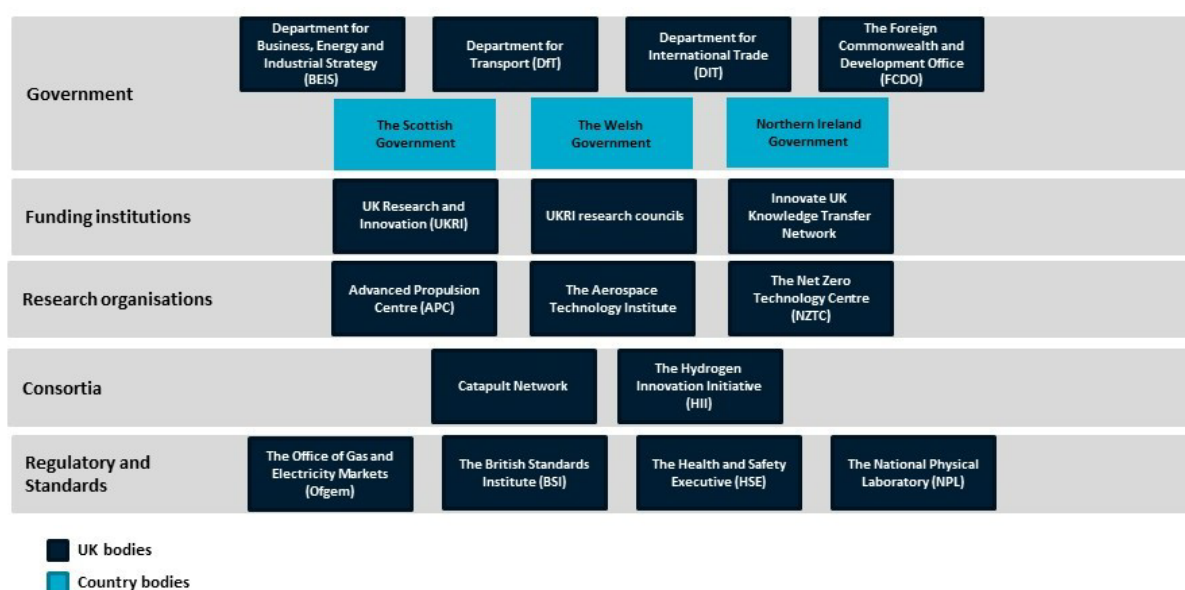 Government
Department for
Business, Energy and
Industrial Strategy
(BEIS)
Department for
Transport (DfT)
Department for
International Trade
(DIT)
The Foreign
Commonwealth and
Development Office
(FCDO)
The Scottish
Government
The Welsh
Government
Northern Ireland
Government
Funding institutions
UK Research and
Innovation (UKRI)
UKRI research councils
Innovate UK
Knowledge Transfer
Network
Research organisations
Advanced Propulsion
Centre (APC)
The Aerospace
Technology Institute
The Net Zero
Technology Centre
(NZTC)
Consortia
Catapult Network
The Hydrogen
Innovation Initiative
(HII)
Regulatory and
Standards
The Office of Gas and
Electricity Markets
(Ofgem)
The British Standards
Institute (BSI)
The Health and Safety
Executive (HSE)
The National Physical
Laboratory (NPL)
UK bodies
Country bodies